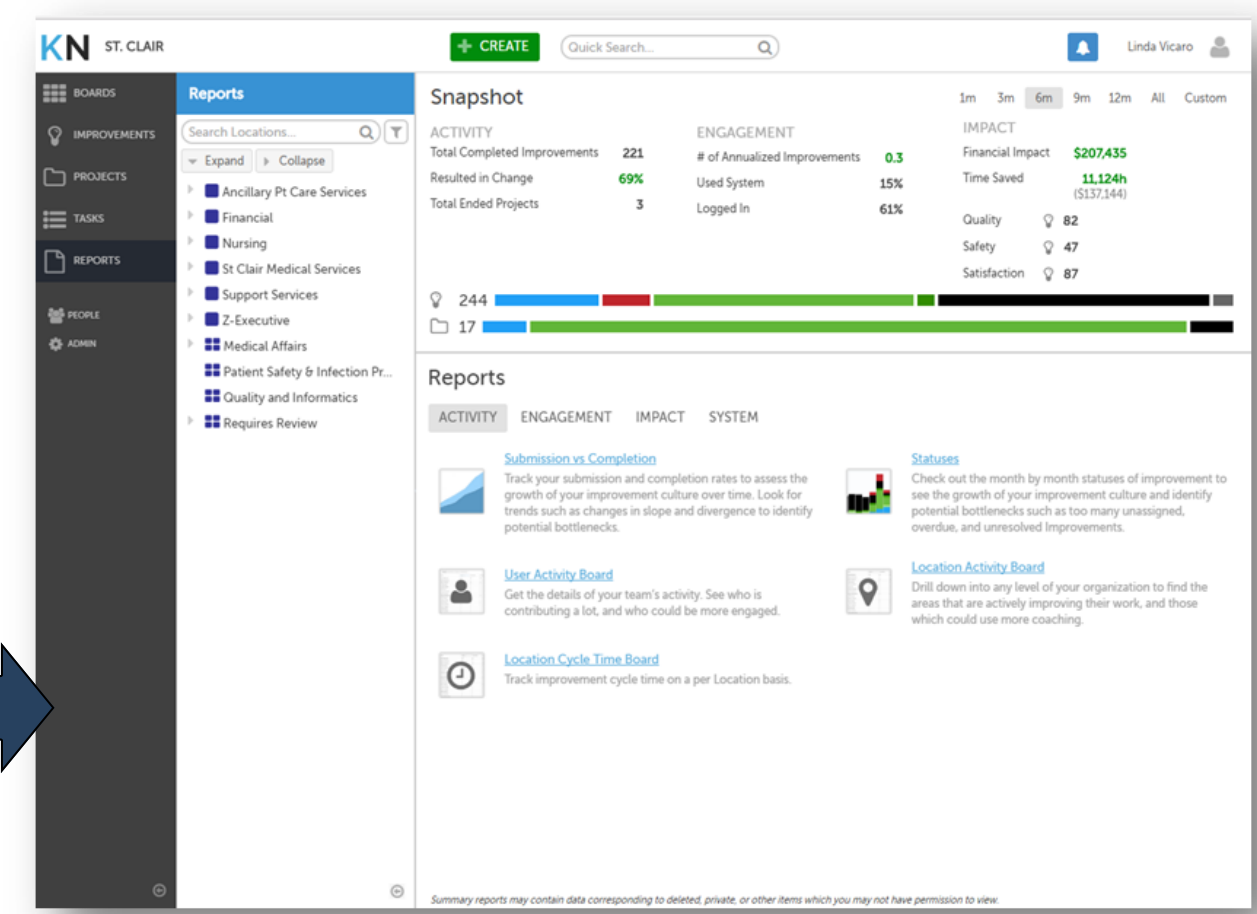 KN ST. CLAIR
CREATE
Quick Search...
Linda Vicaro
BOARDS
IMPROVEMENTS
PROJECTS
TASKS
REPORTS
PEOPLE
ADMIN
Reports
Search Locations...
Expand Collapse
Ancillary Pt Care Services
Financial
Nursing
St Clair Medical Services
Support Services
Z-Executive
Medical Affairs
Patient Safety & Infection Pr...
Quality and Informatics
Requires Review
Snapshot
1m 3m 6m 9m 12m All Custom
ACTIVITY
Total Completed Improvements 221
Resulted in Change 69%
Total Ended Projects 3
ENGAGEMENT
# of Annualized Improvements 0.3
Used System 15%
Logged In 61%
IMPACT
Financial Impact $207,435
Time Saved 11,124h
($137,144)
Quality 82
Safety 47
Satisfaction 87
244
17
Reports
ACTIVITY ENGAGEMENT IMPACT SYSTEM
Submission vs Completion
Track your submission and completion rates to assess the
growth of your improvement culture over time. Look for
trends such as changes in slope and divergence to identify
potential bottlenecks.
Statuses
Check out the month by month statuses of improvement to
see the growth of your improvement culture and identify
potential bottlenecks such as too many unassigned,
overdue, and unresolved Improvements.
User Activity Board
Get the details of your team's activity. See who is
contributing a lot, and who could be more engaged.
Location Activity Board
Drill down into any level of your organization to find the
areas that are actively improving their work, and those
which could use more coaching.
Location Cycle Time Board
Track improvement cycle time on a per Location basis.
Summary reports may contain data corresponding to deleted, private, or other items which you may not have permission to view.